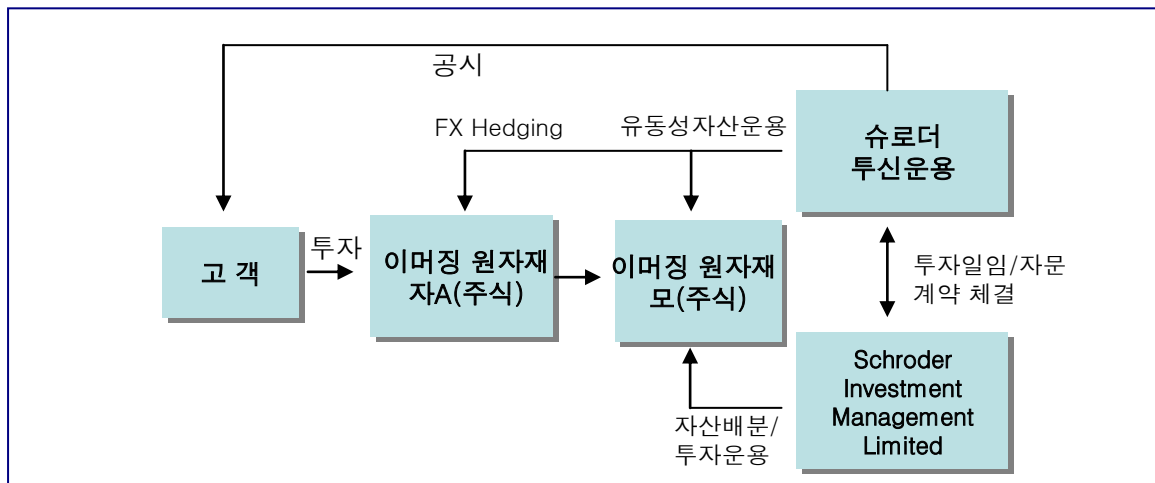 공시
FX Hedging
유동성자산운용
슈로더
투신운용
고 객
투자
이머징 원자재
자A(주식)
이머징 원자재
모(주식)
투자일임/자문
계약 체결
자산배분/
투자운용
Schroder
Investment
Management
Limited